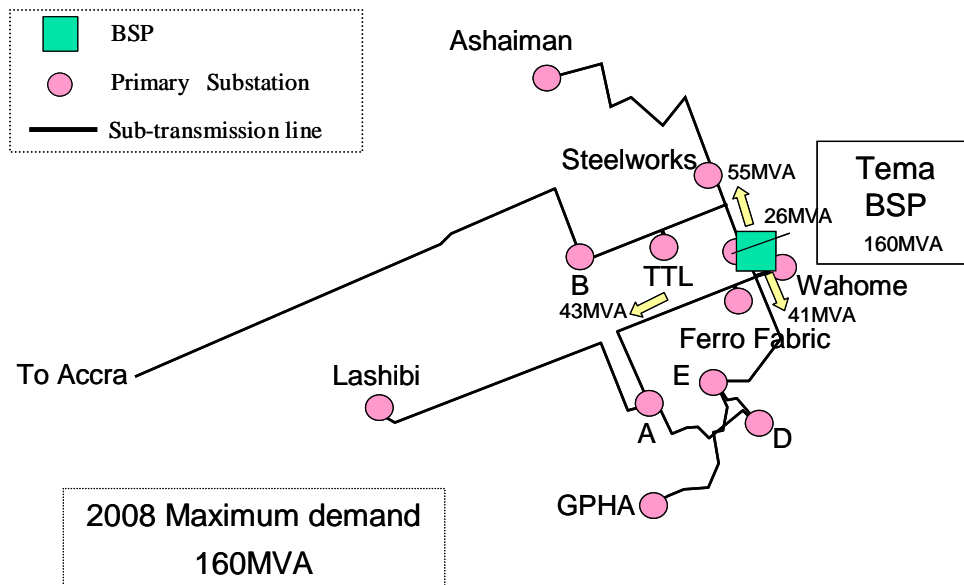 BSP
Primary Substation
Sub-transmission line
Ashaiman
Steelworks
55MVA
Tema
BSP
160MVA
26MVA
B
TTL
Wahome
43MVA
41MVA
Ferro Fabric
To Accra
Lashibi
E
A
D
GPHA
2008 Maximum demand
160MVA